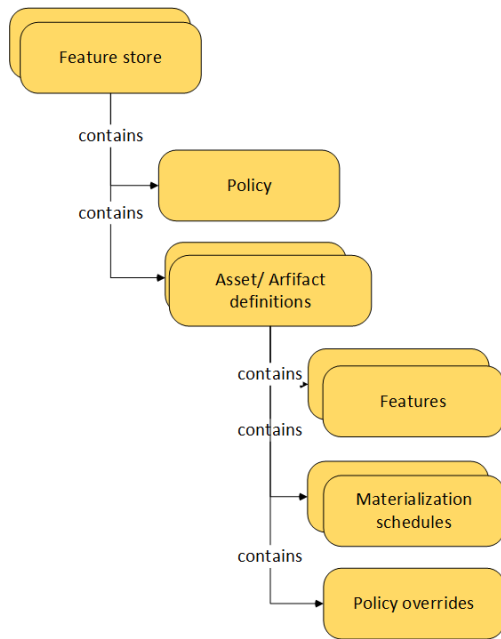 Feature store
contains
Policy
contains
Asset/ Arfifact
definitions
contains
Features
contains
Materialization
schedules
contains
Policy overrides